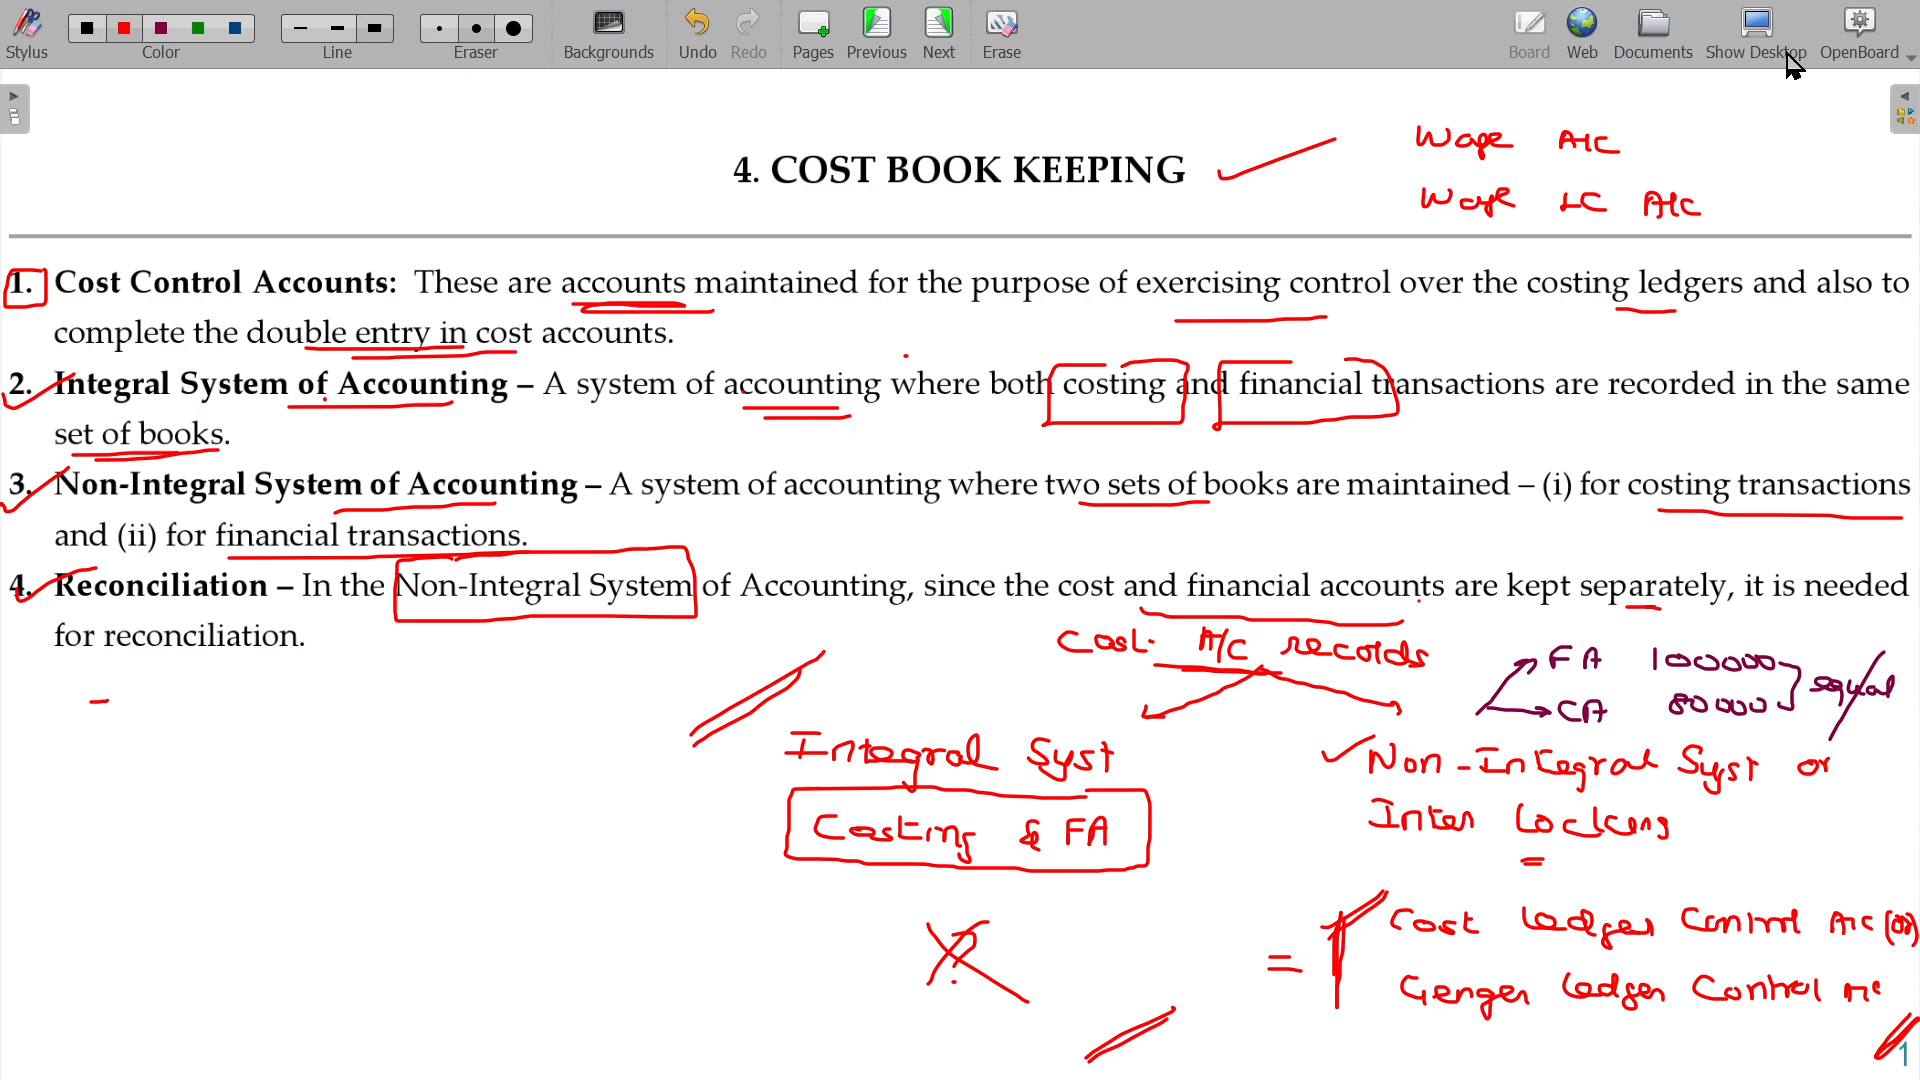 Stylus Color Line Eraser Backgrounds Undo Redo Pages Previous Next Erase Board Web Documents Show Desktop OpenBoard
4. COST BOOK KEEPING
Wage A/C
Wage LC A/C
1. Cost Control Accounts: These are accounts maintained for the purpose of exercising control over the costing ledgers and also to
complete the double entry in cost accounts.
2. Integral System of Accounting – A system of accounting where both costing and financial transactions are recorded in the same
set of books.
3. Non-Integral System of Accounting – A system of accounting where two sets of books are maintained – (i) for costing transactions
and (ii) for financial transactions.
4. Reconciliation – In the Non-Integral System of Accounting, since the cost and financial accounts are kept separately, it is needed
for reconciliation.
Cost A/C records
FA 100000
CA 80000
equal
Integral Syst
Costing & FA
Non-Integral Syst or
Inter Locking
= Cost Ledger Control A/C (or)
Genger Ledger Control A/C
1